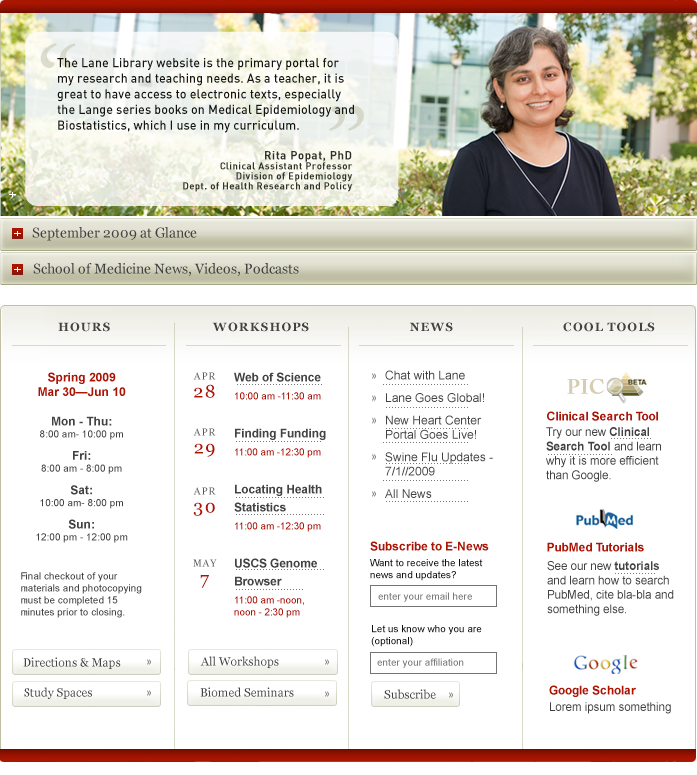 The Lane Library website is the primary portal for
my research and teaching needs. As a teacher, it is
great to have access to electronic texts, especially
the Lange series books on Medical Epidemiology and
Biostatistics, which I use in my curriculum.
Rita Popat, PhD
Clinical Assistant Professor
Division of Epidemiology
Dept. of Health Research and Policy
September 2009 at Glance
School of Medicine News, Videos, Podcasts
HOURS
Spring 2009
Mar 30—Jun 10
Mon - Thu:
8:00 am- 10:00 pm
Fri:
8:00 am - 8:00 pm
Sat:
10:00 am- 8:00 pm
Sun:
12:00 pm - 12:00 pm
Final checkout of your
materials and photocopying
must be completed 15
minutes prior to closing.
Directions & Maps »
Study Spaces »
WORKSHOPS
APR
28
Web of Science
10:00 am -11:30 am
APR
29
Finding Funding
11:00 am -12:30 pm
APR
30
Locating Health
Statistics
11:00 am -12:30 pm
MAY
7
USCS Genome
Browser
11:00 am -noon,
noon - 2:30 pm
All Workshops »
Biomed Seminars »
NEWS
» Chat with Lane
» Lane Goes Global!
» New Heart Center
Portal Goes Live!
» Swine Flu Updates -
7/1//2009
» All News
Subscribe to E-News
Want to receive the latest
news and updates?
enter your email here
Let us know who you are
(optional)
enter your affiliation
Subscribe »
COOL TOOLS
PICO BETA
Clinical Search Tool
Try our new Clinical
Search Tool and learn
why it is more efficient
than Google.
PubMed
PubMed Tutorials
See our new tutorials
and learn how to search
PubMed, cite bla-bla and
something else.
Google
Google Scholar
Lorem ipsum something